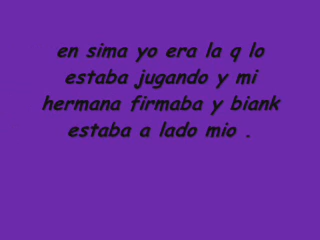 en sima yo era la q lo
estaba jugando y mi
hermana firmaba y biank
estaba a lado mio .